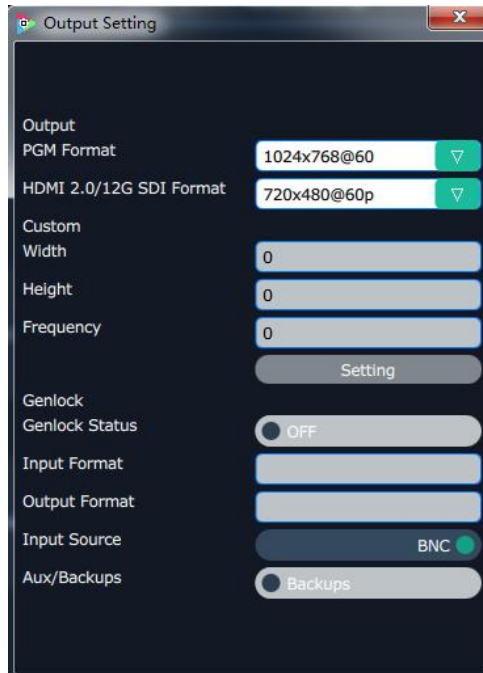 Output Setting
Output
PGM Format 1024x768@60
HDMI 2.0/12G SDI Format 720x480@60p
Custom
Width 0
Height 0
Frequency 0
Setting
Genlock
Genlock Status OFF
Input Format
Output Format
Input Source BNC
Aux/Backups Backups